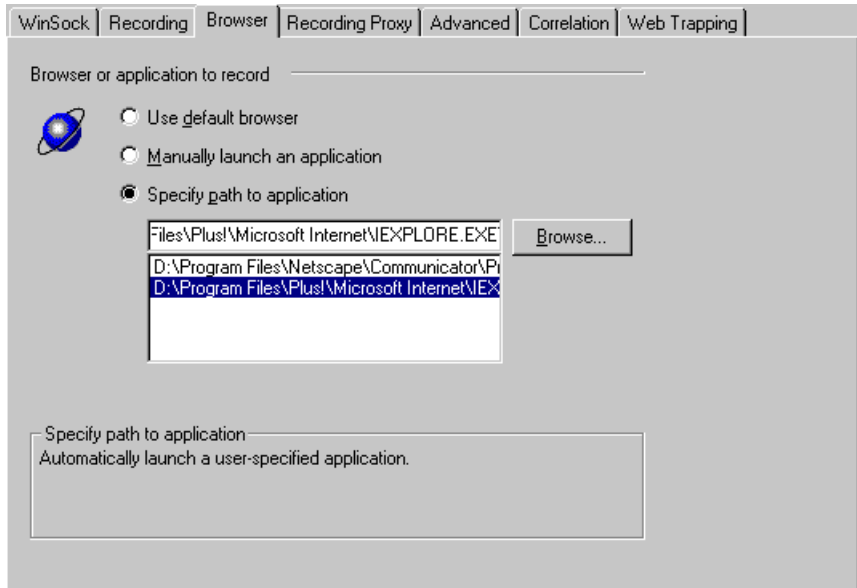 WinSock Recording Browser Recording Proxy Advanced Correlation Web Trapping
Browser or application to record
Use default browser
Manually launch an application
Specify path to application
Files\Plus!\Microsoft Internet\IEXPLORE.EXE
Browse...
D:\Program Files\Netscape\Communicator\Pr
D:\Program Files\Plus!\Microsoft Internet\IEX
Specify path to application
Automatically launch a user-specified application.